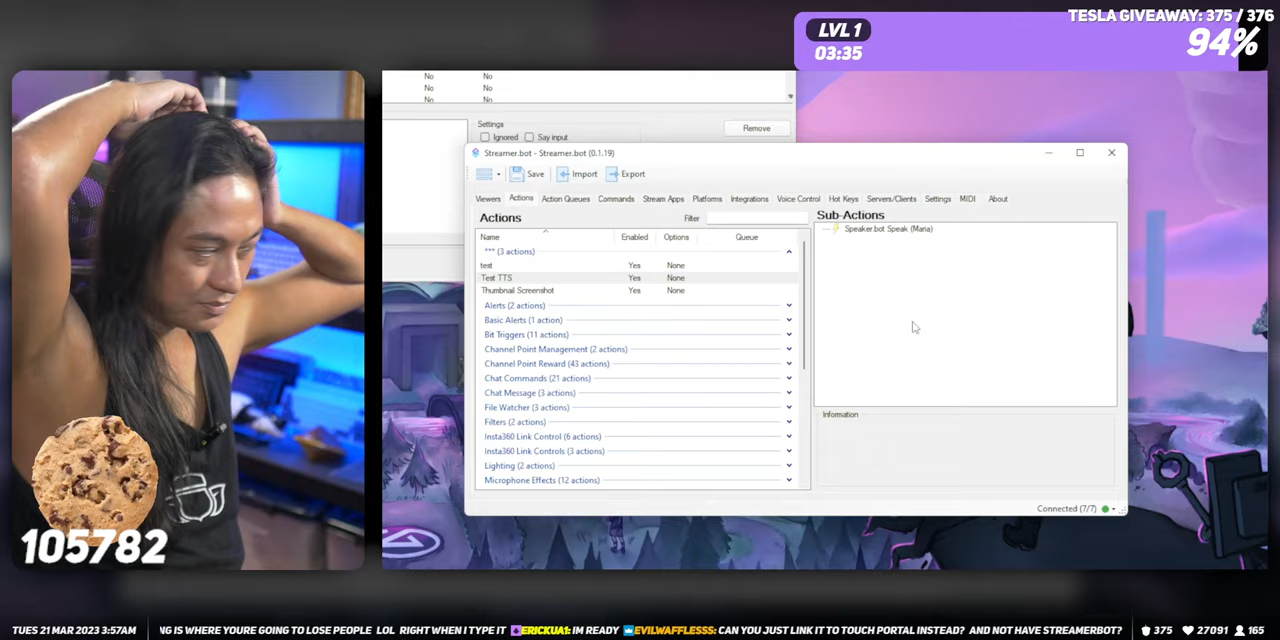 TESLA GIVEAWAY: 375 / 376
LVL 1
03:35
94%
No No
No No
No No
Settings
Ignored Say input
Remove
Streamer.bot - Streamer.bot (0.1.19)
Save Import Export
Viewers Actions Action Queues Commands Stream Apps Platforms Integrations Voice Control Hot Keys Servers/Clients Settings MIDI About
Actions Filter Sub-Actions
Speaker.bot Speak (Maria)
Name Enabled Options Queue
*** (3 actions)
test Yes None
Test TTS Yes None
Thumbnail Screenshot Yes None
Alerts (2 actions)
Basic Alerts (1 action)
Bit Triggers (11 actions)
Channel Point Management (2 actions)
Channel Point Reward (43 actions)
Chat Commands (21 actions)
Chat Message (3 actions)
File Watcher (3 actions)
Filters (2 actions)
Insta360 Link Control (6 actions)
Insta360 Link Controls (3 actions)
Lighting (2 actions)
Microphone Effects (12 actions)
Information
Connected (7/7)
105782
TUES 21 MAR 2023 3:57AM NG IS WHERE YOURE GOING TO LOSE PEOPLE LOL RIGHT WHEN I TYPE IT ERICKUA1: IM READY EVILWAFFLESSS: CAN YOU JUST LINK IT TO TOUCH PORTAL INSTEAD? AND NOT HAVE STREAMERBOT? 375 27091 165